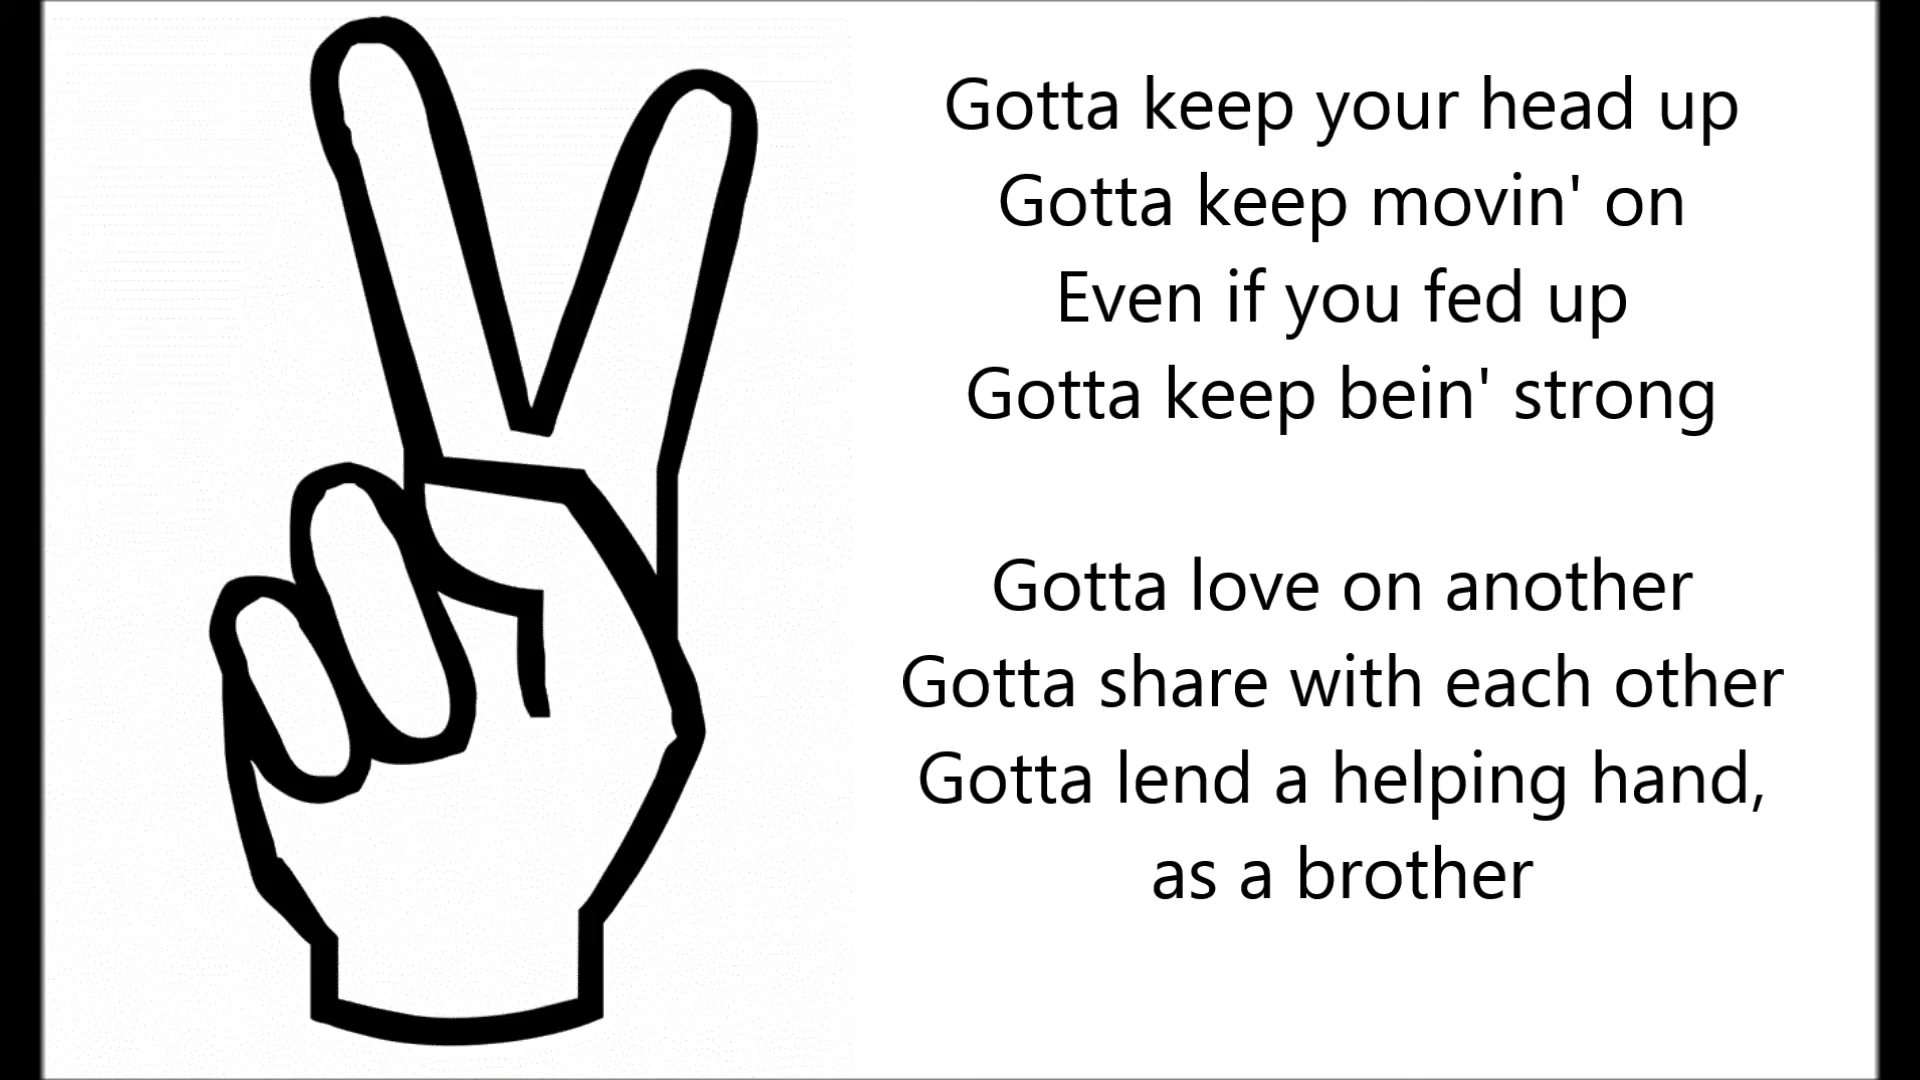 Gotta keep your head up
Gotta keep movin' on
Even if you fed up
Gotta keep bein' strong
Gotta love on another
Gotta share with each other
Gotta lend a helping hand,
as a brother